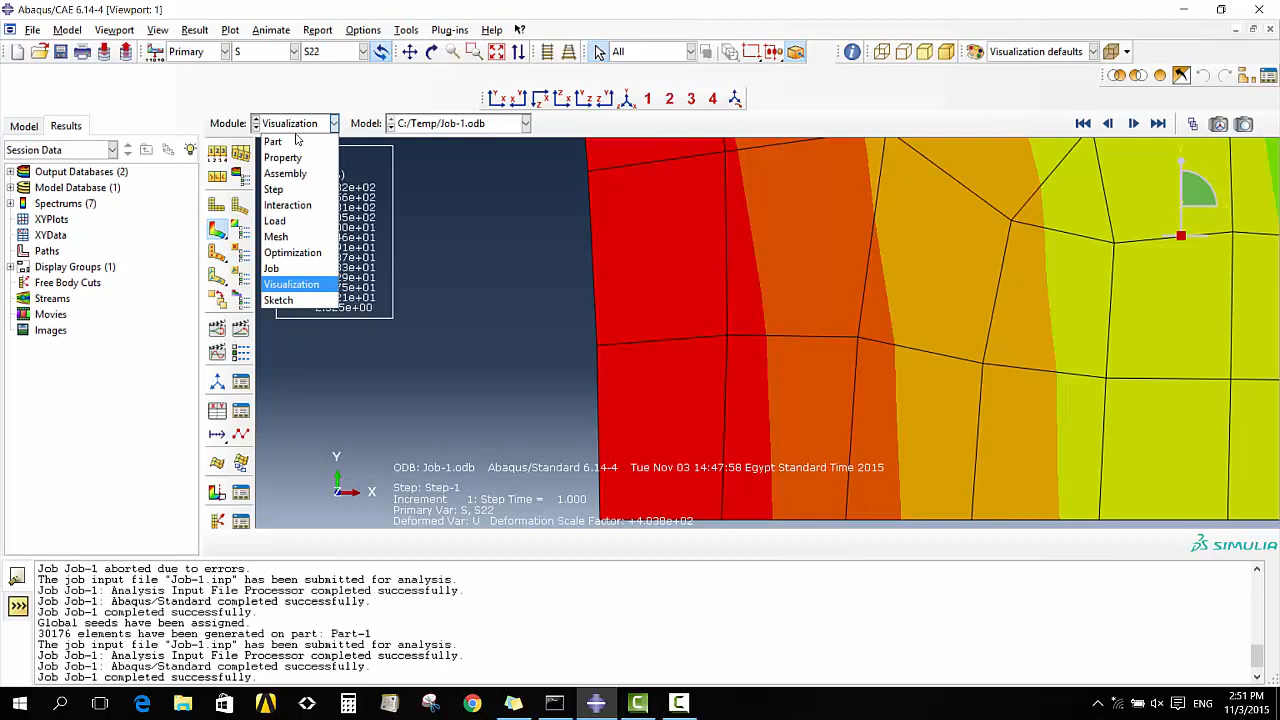 Abaqus/CAE 6.14-4 [Viewport: 1]
File Model Viewport View Result Plot Animate Report Options Tools Plug-ins Help
Primary S S22 All Visualization defaults
1 2 3 4
Model Results Module: Visualization Model: C:/Temp/Job-1.odb
Session Data
Output Databases (2)
Model Database (1)
Spectrums (7)
XYPlots
XYData
Paths
Display Groups (1)
Free Body Cuts
Streams
Movies
Images
Part
Property
Assembly
Step
Interaction
Load
Mesh
Optimization
Job
Visualization
Sketch
Y
X
Y
Z X
ODB: Job-1.odb Abaqus/Standard 6.14-4 Tue Nov 03 14:47:58 Egypt Standard Time 2015
Step: Step-1
Increment 1: Step Time = 1.000
Primary Var: S, S22
Deformed Var: U Deformation Scale Factor: +4.038e+02
SIMULIA
Job Job-1 aborted due to errors.
The job input file "Job-1.inp" has been submitted for analysis.
Job Job-1: Analysis Input File Processor completed successfully.
Job Job-1: Abaqus/Standard completed successfully.
Job Job-1 completed successfully.
Global seeds have been assigned.
30176 elements have been generated on part: Part-1
The job input file "Job-1.inp" has been submitted for analysis.
Job Job-1: Analysis Input File Processor completed successfully.
Job Job-1: Abaqus/Standard completed successfully.
Job Job-1 completed successfully.
ENG
2:51 PM
11/3/2015